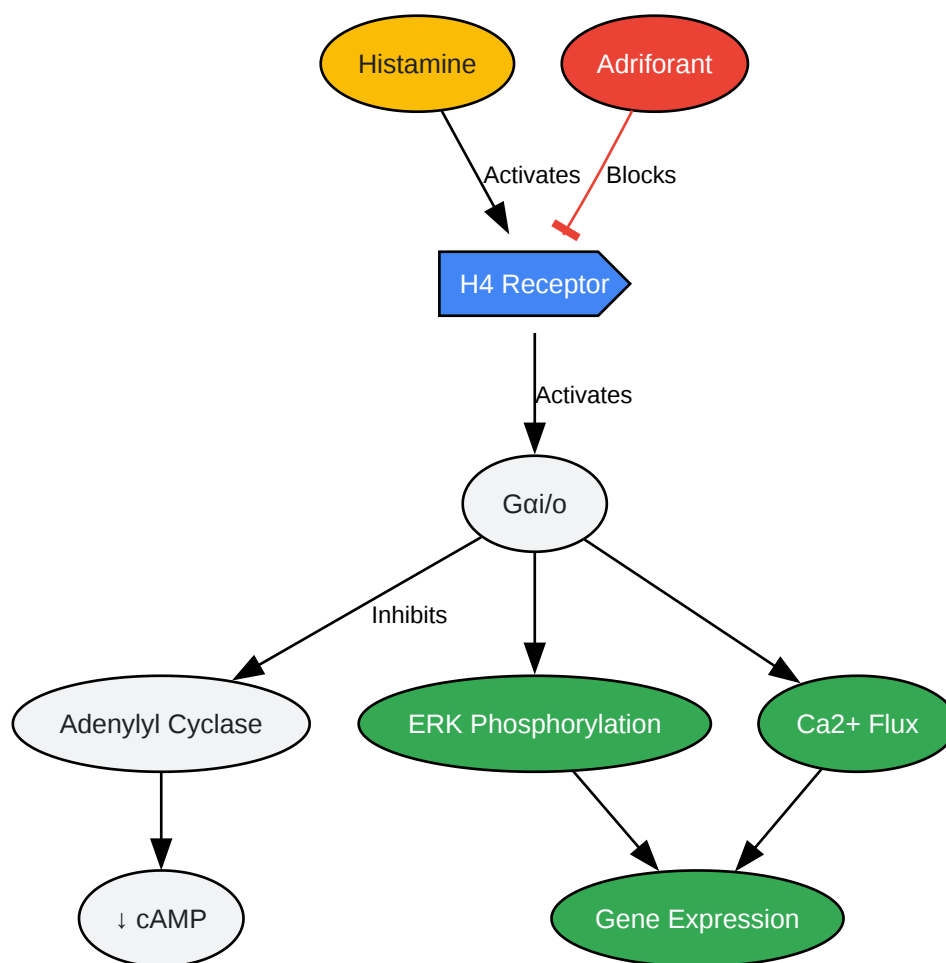 Histamine
Adriforant
Activates
Blocks
H4 Receptor
Activates
Gαi/o
Inhibits
Adenylyl Cyclase
ERK Phosphorylation
Ca2+ Flux
↓ cAMP
Gene Expression